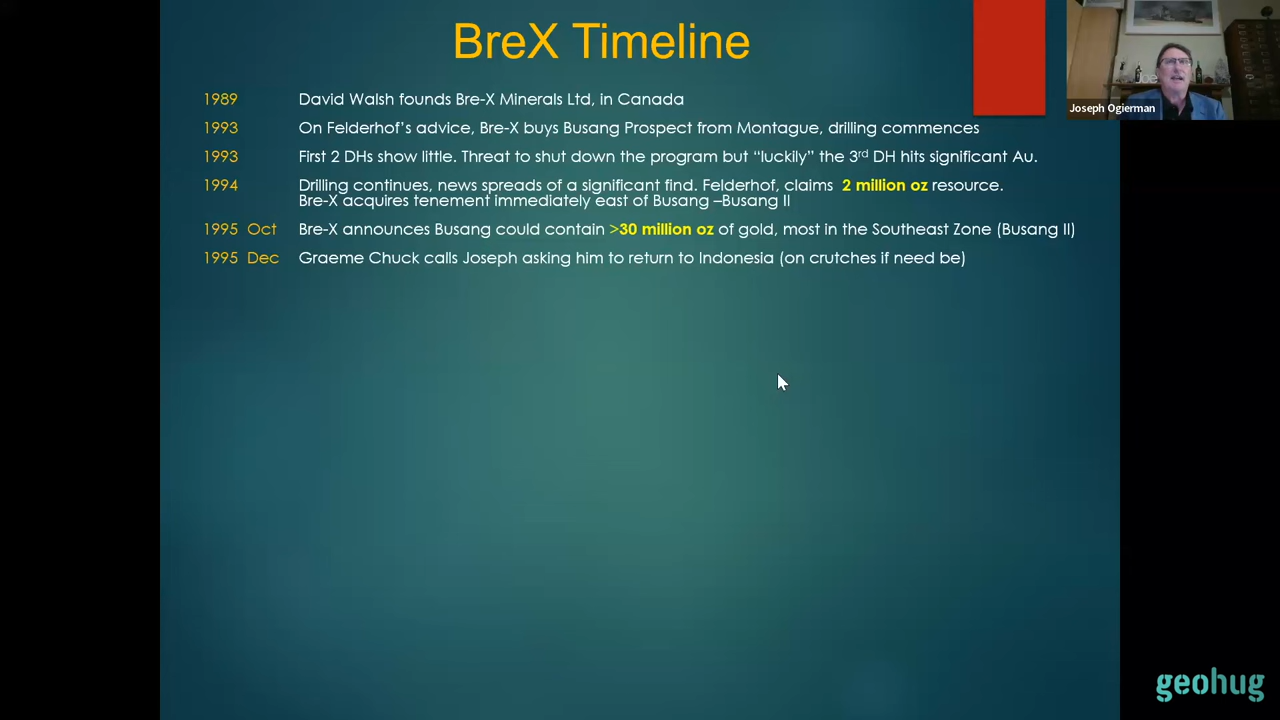 BreX Timeline
1989 David Walsh founds Bre-X Minerals Ltd, in Canada
1993 On Felderhof’s advice, Bre-X buys Busang Prospect from Montague, drilling commences
1993 First 2 DHs show little. Threat to shut down the program but “luckily” the 3rd DH hits significant Au.
1994 Drilling continues, news spreads of a significant find. Felderhof, claims 2 million oz resource.
Bre-X acquires tenement immediately east of Busang –Busang II
1995 Oct Bre-X announces Busang could contain >30 million oz of gold, most in the Southeast Zone (Busang II)
1995 Dec Graeme Chuck calls Joseph asking him to return to Indonesia (on crutches if need be)
Joe
Joseph Ogierman
geohug